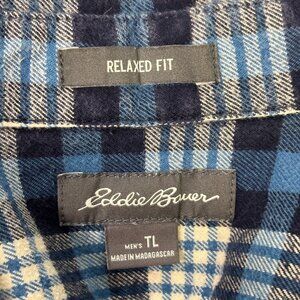 RELAXED FIT
Eddie Bauer
MEN'S TL
MADE IN MADAGASCAR